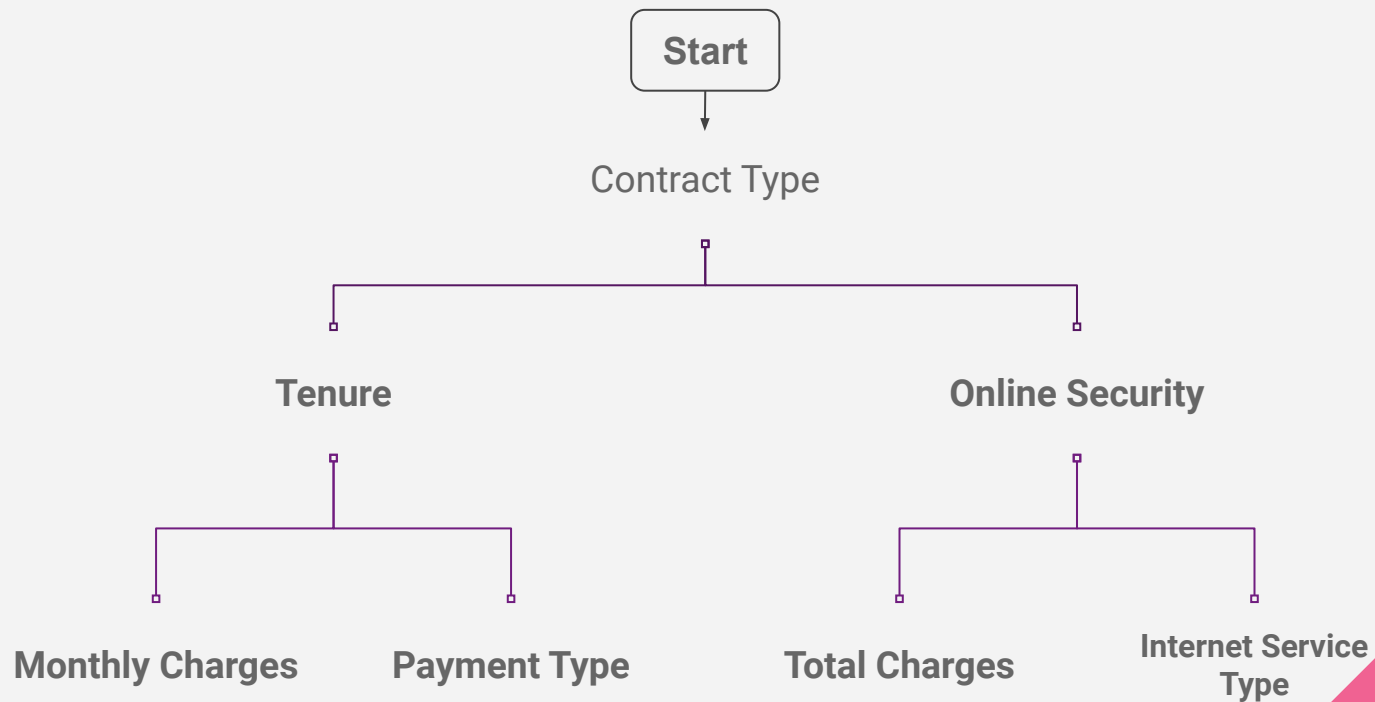 Start
Contract Type
Tenure
Online Security
Monthly Charges
Payment Type
Total Charges
Internet Service
Type